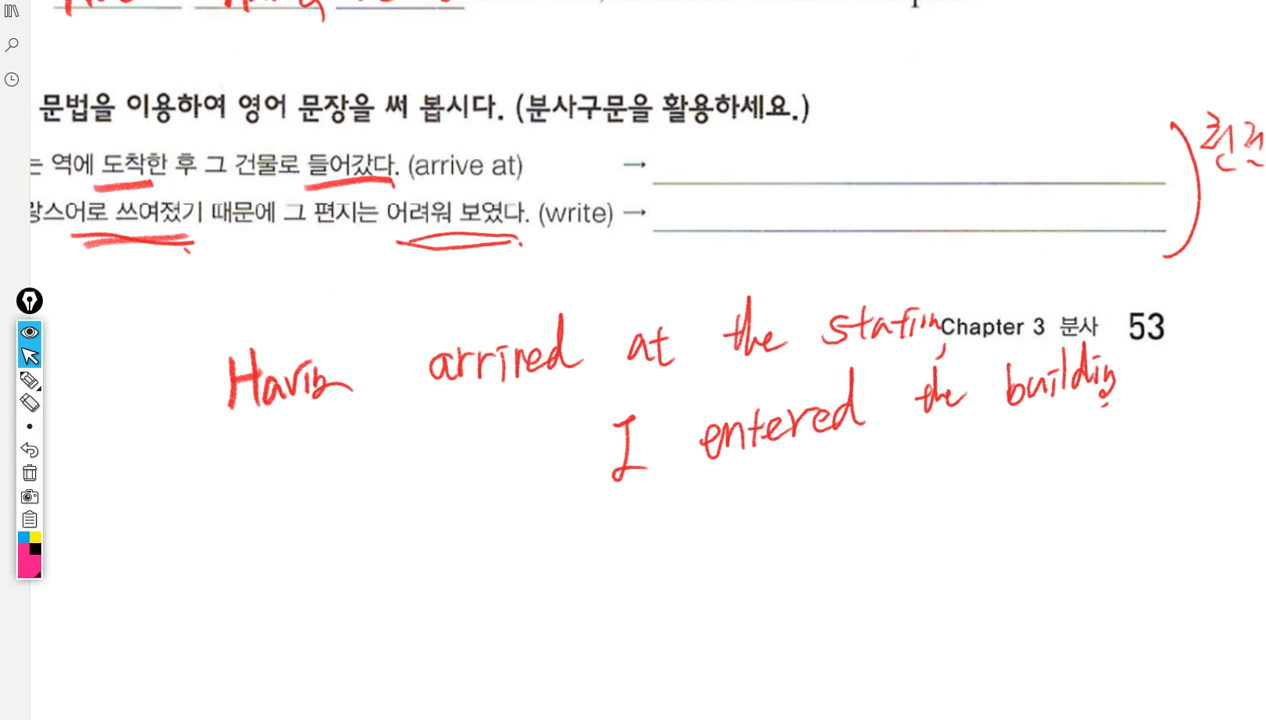 문법을 이용하여 영어 문장을 써 봅시다. (분사구문을 활용하세요.)
는 역에 도착한 후 그 건물로 들어갔다. (arrive at) →
랑스어로 쓰여졌기 때문에 그 편지는 어려워 보였다. (write) →
Chapter 3 분사 53
Having arrived at the station,
I entered the building.